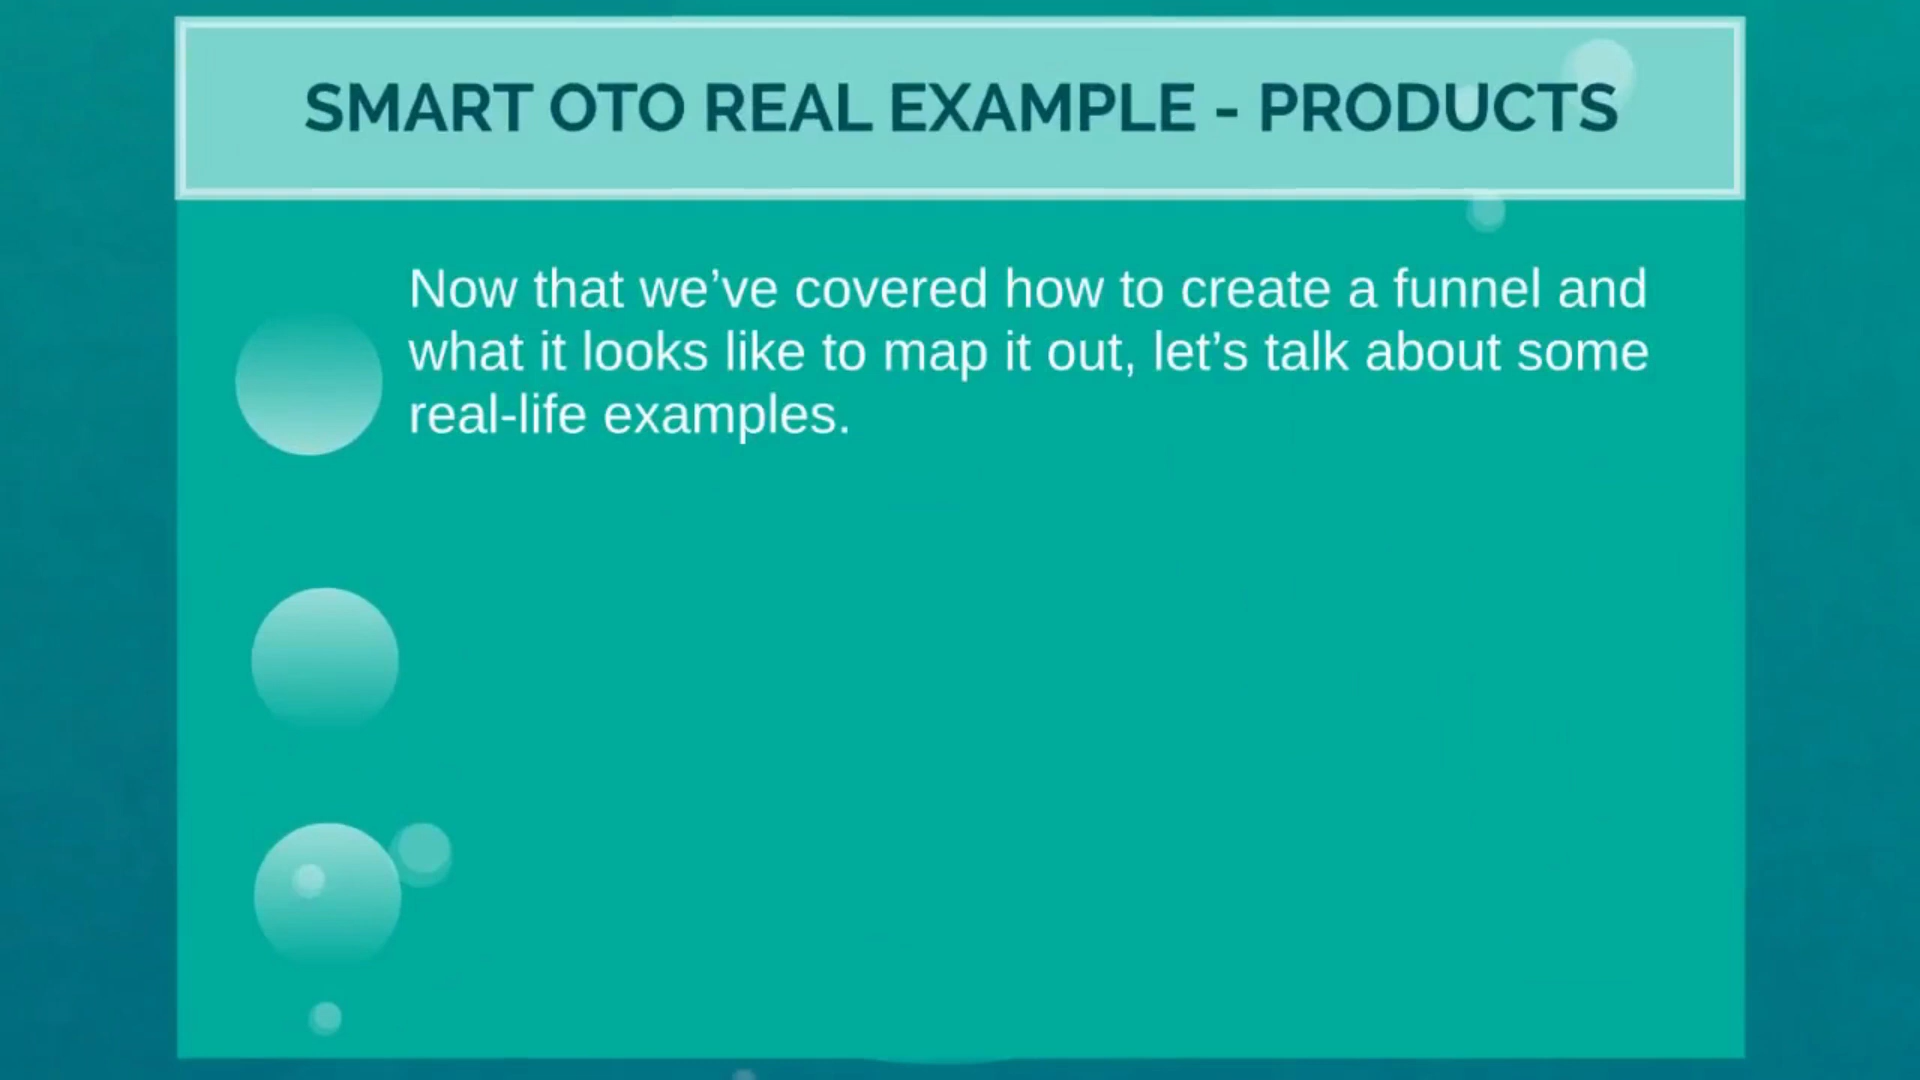 SMART OTO REAL EXAMPLE - PRODUCTS
Now that we’ve covered how to create a funnel and
what it looks like to map it out, let’s talk about some
real-life examples.